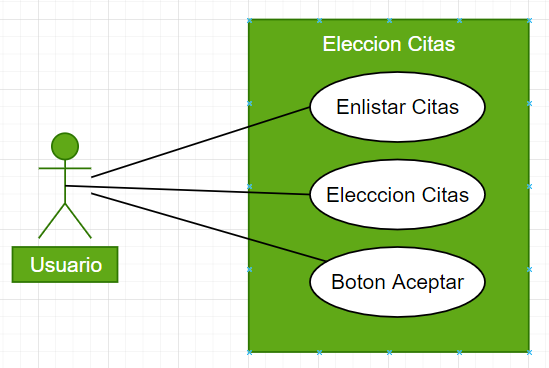 Eleccion Citas
Enlistar Citas
Elecccion Citas
Boton Aceptar
Usuario